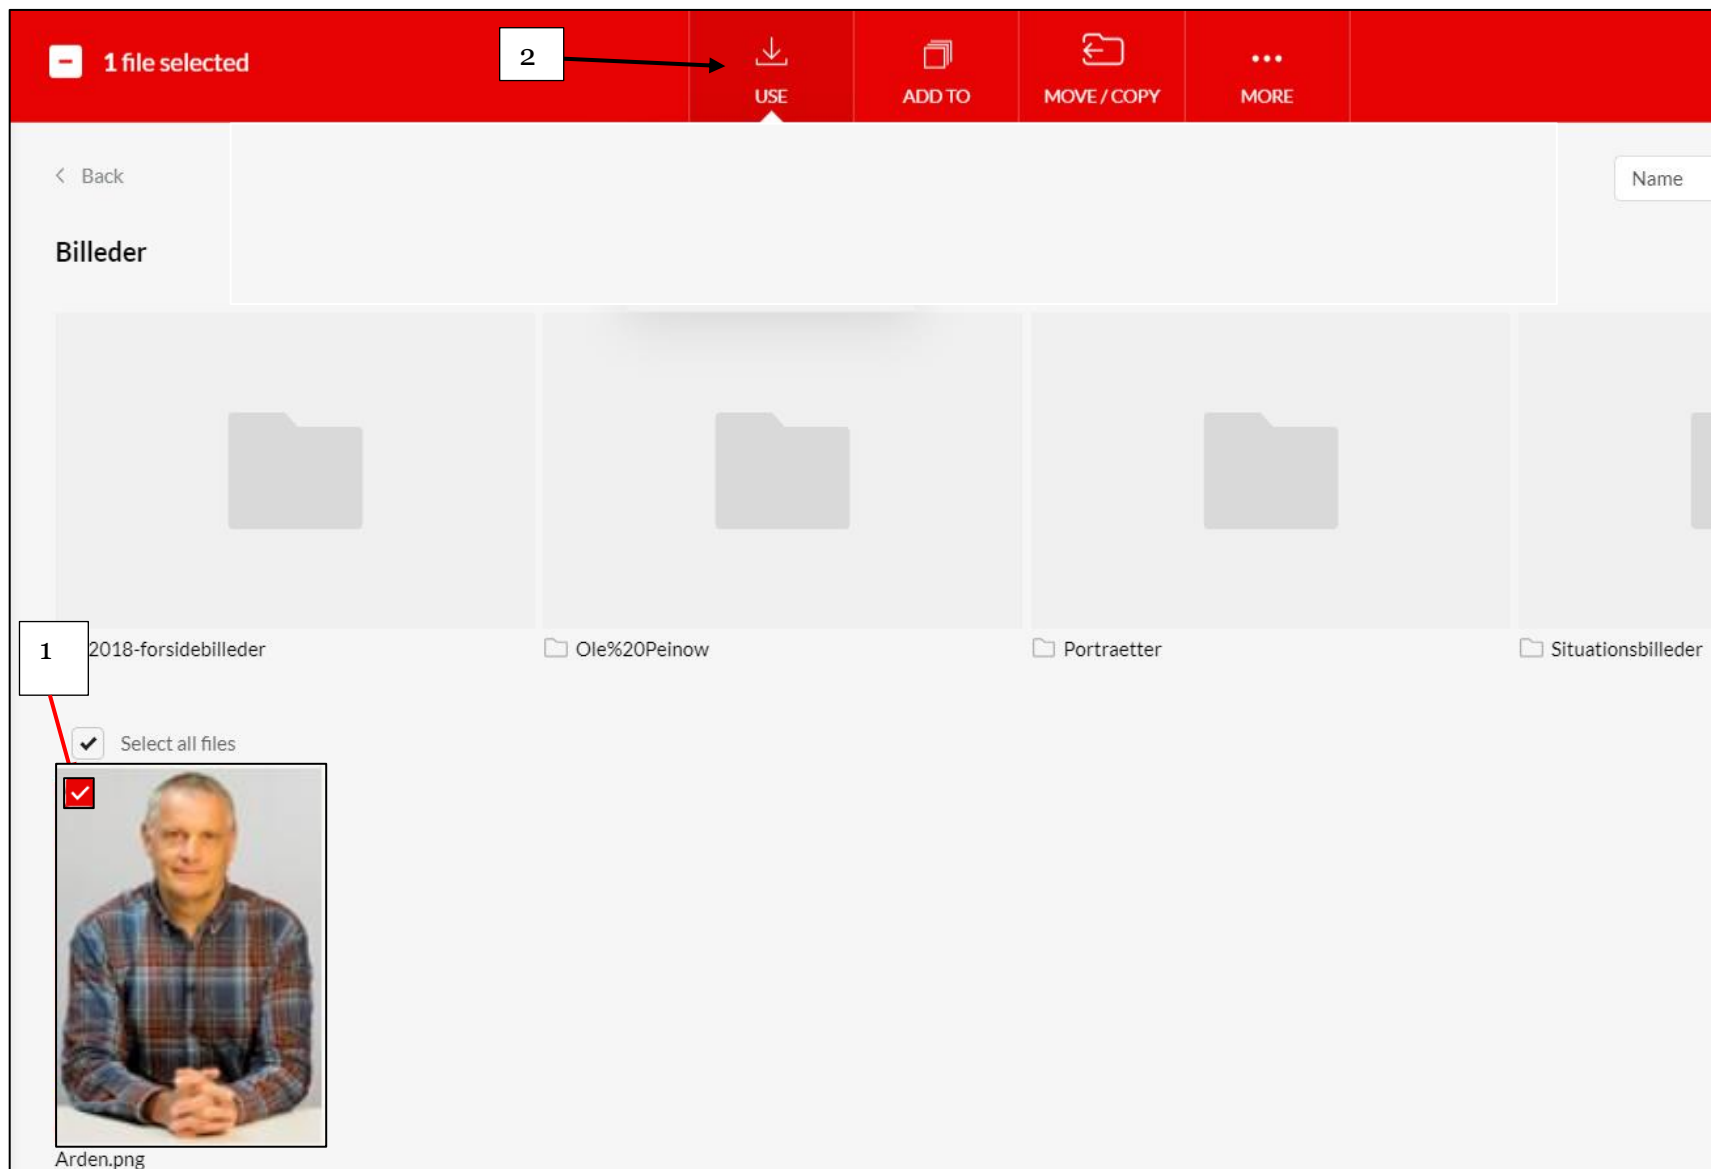 1 file selected
2
USE
ADD TO
MOVE / COPY
MORE
Back
Name
Billeder
1
2018-forsidebilleder
Ole%20Peinow
Portraetter
Situationsbilleder
Select all files
Arden.png